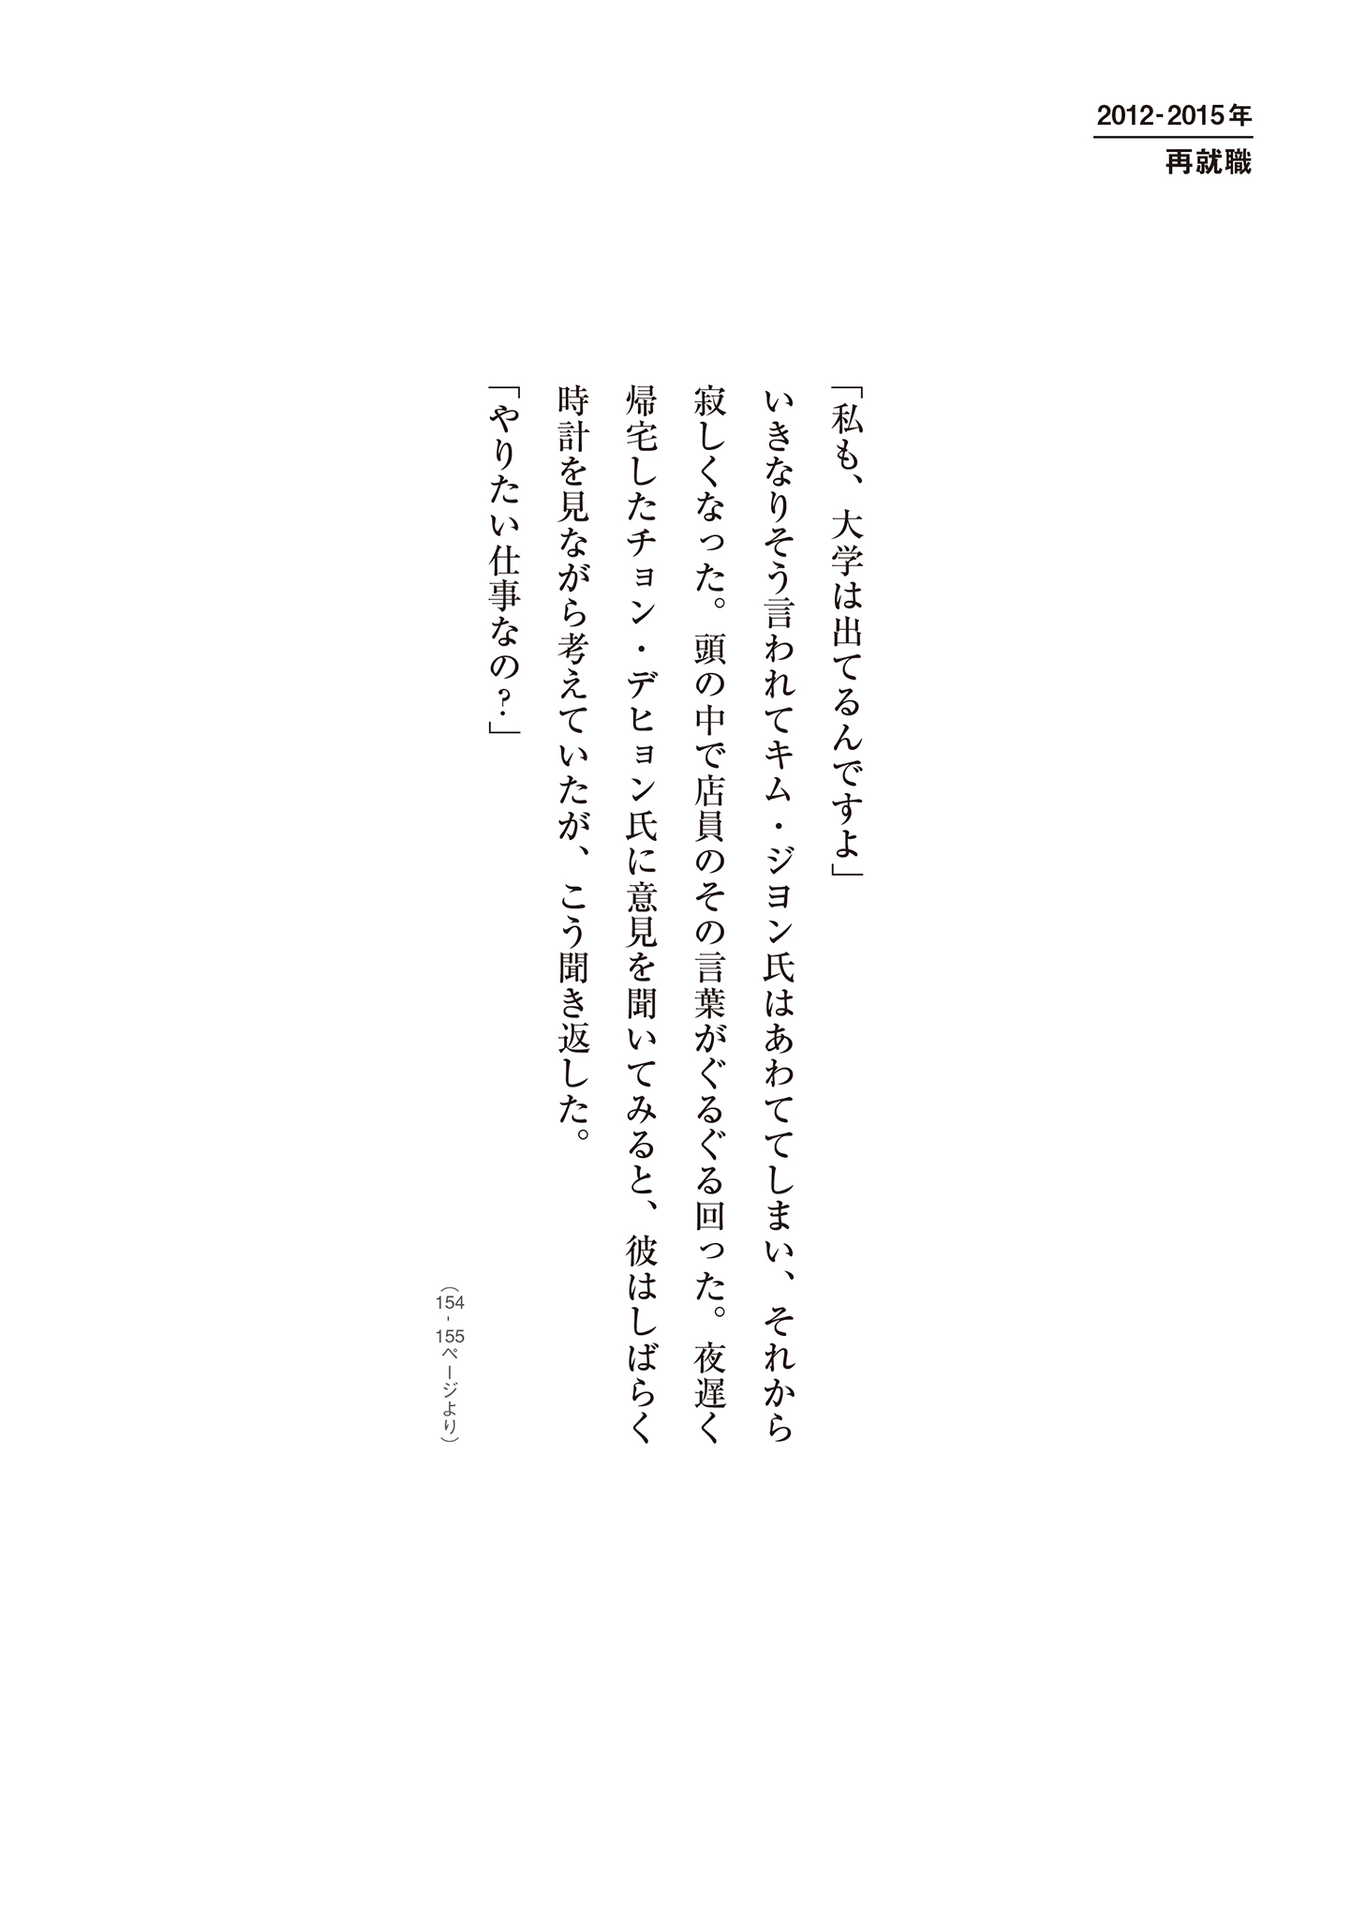 2012-2015年
再就職
「私も、大学は出てるんですよ」
いきなりそう言われてキム・ジヨン氏はあわててしまい、それから
寂しくなった。頭の中で店員のその言葉がぐるぐる回った。夜遅く
帰宅したチョン・デヒョン氏に意見を聞いてみると、彼はしばらく
時計を見ながら考えていたが、こう聞き返した。
「やりたい仕事なの?」
(154-155ページより)